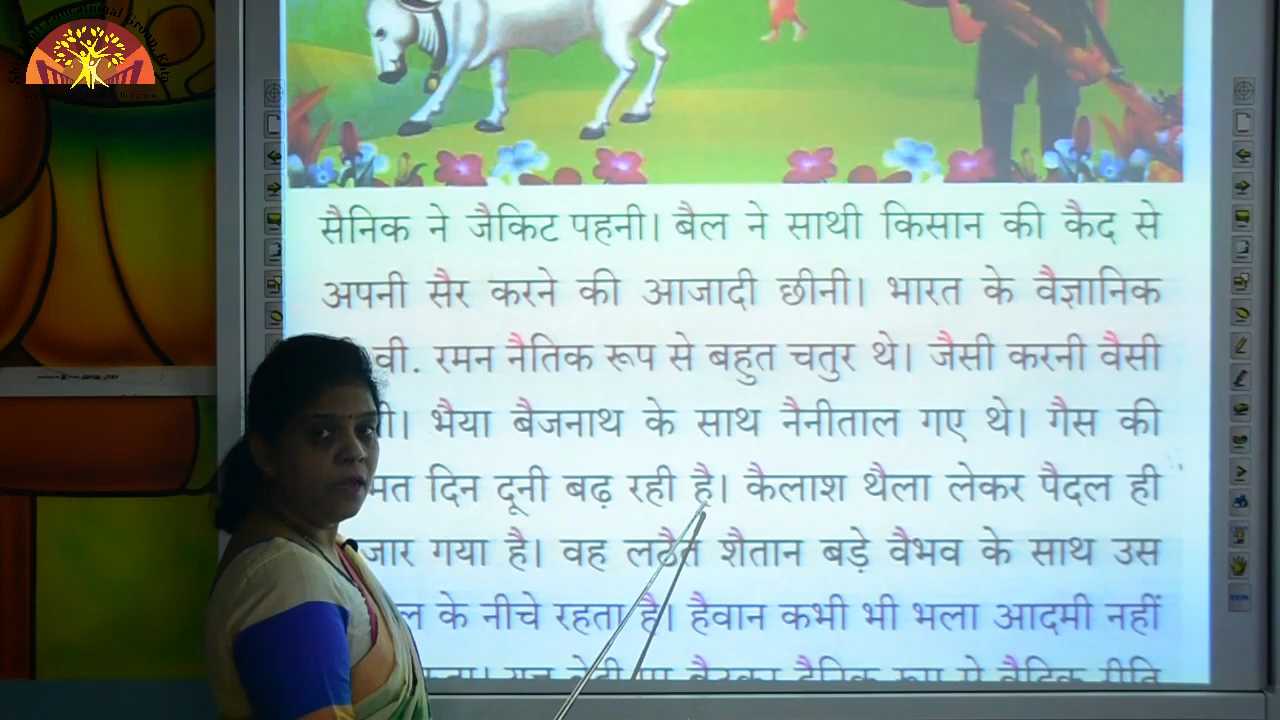 सैनिक ने जैकिट पहनी। बैल ने साथी किसान की कैद से
अपनी सैर करने की आजादी छीनी। भारत के वैज्ञानिक
वी. रमन नैतिक रूप से बहुत चतुर थे। जैसी करनी वैसी
भैया बैजनाथ के साथ नैनीताल गए थे। गैस की
दिन दूनी बढ़ रही है। कैलाश थैला लेकर पैदल ही
गया है। वह लठैत शैतान बड़े वैभव के साथ उस
के नीचे रहता है। हैवान कभी भी भला आदमी नहीं